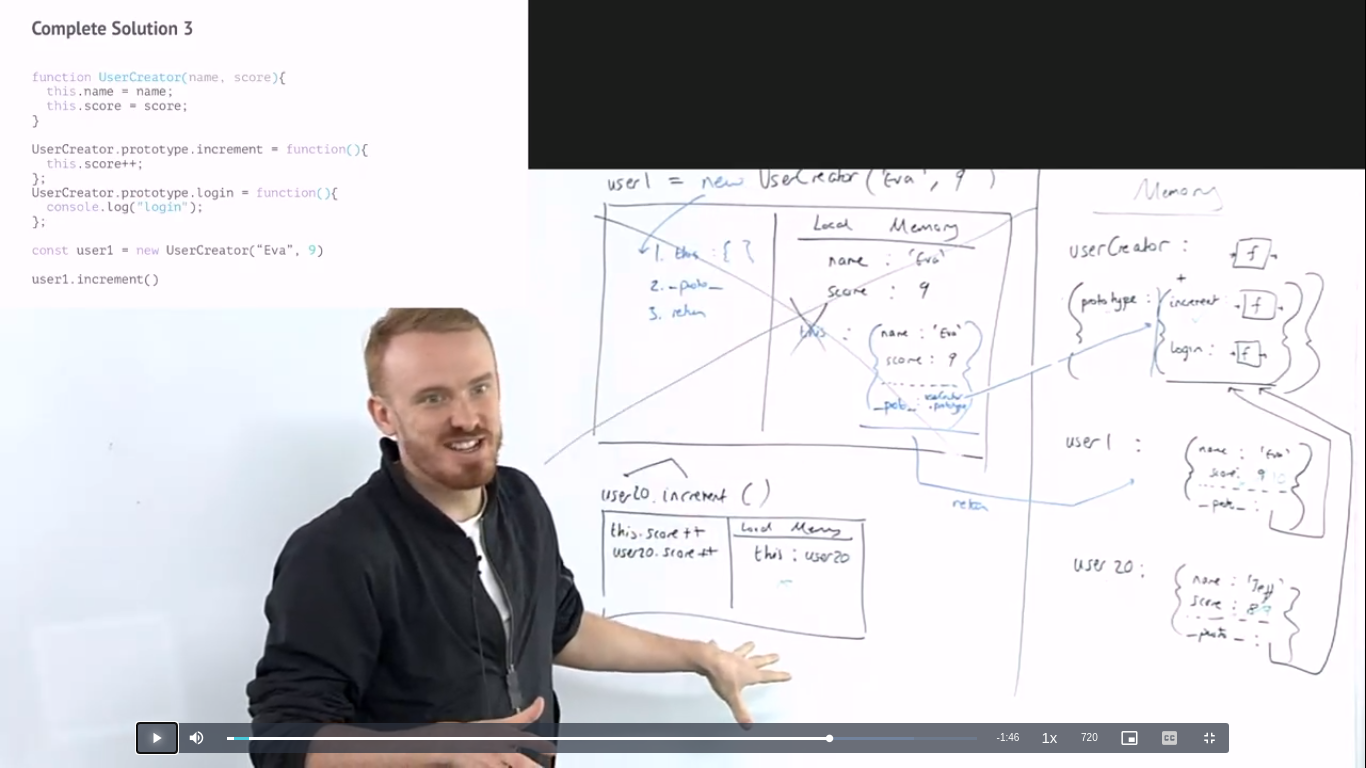 Complete Solution 3
function UserCreator(name, score){
this.name = name;
this.score = score;
}
UserCreator.prototype.increment = function(){
this.score++;
};
UserCreator.prototype.login = function(){
console.log("login");
};
const user1 = new UserCreator(“Eva”, 9)
user1.increment()
user1 = new UserCreator('Eva', 9 )
1. this : { }
2. _proto_
3. return
Local Memory
name : 'Eva'
score : 9
this : {name : 'Eva'
score : 9
_proto_: userCreator
.prototype}
return
user20.increment ()
this.score++
user20.score++
Local Memory
this : user20
Memory
userCreator : f
{prototype : {increment f
login : f }}
user1 :
{name : 'Eva'
score: 9 10
_proto_ : }
user20:
{name : 'Jeff'
score : 8 9
_proto_ : }
-1:46 1x 720 CC